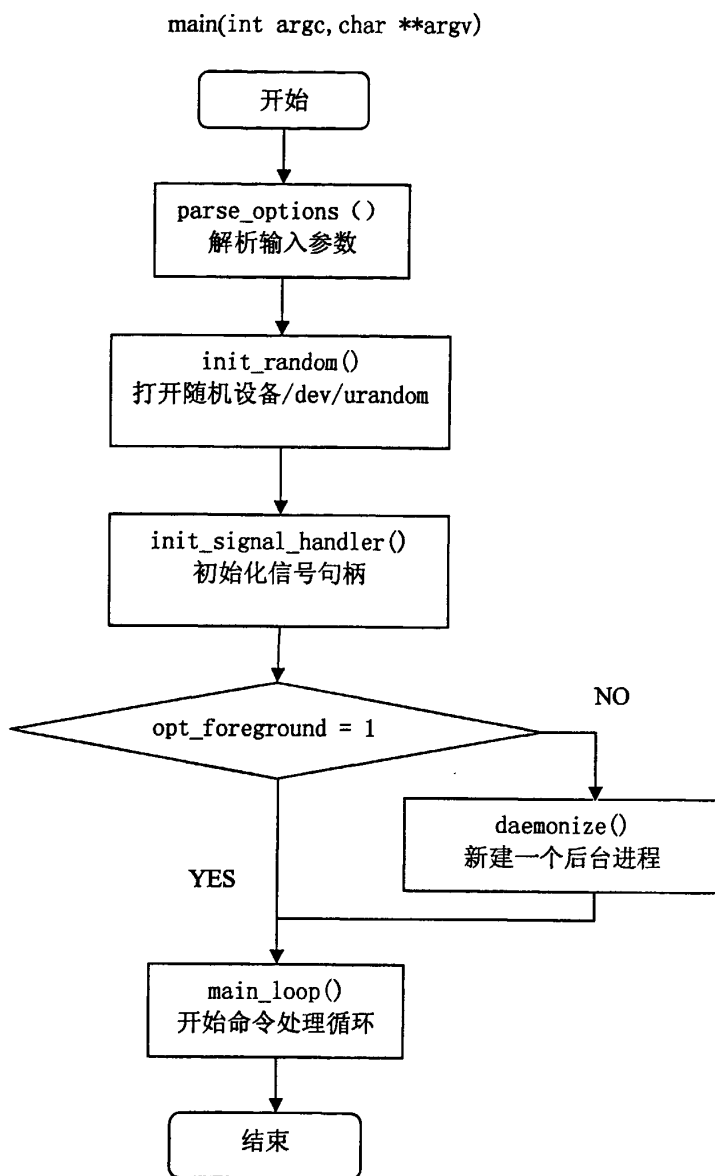 main(int argc,char **argv)
开始
parse_options（）
解析输入参数
init_random()
打开随机设备/dev/urandom
init_signal_handler()
初始化信号句柄
opt_foreground = 1
NO
daemonize()
新建一个后台进程
YES
main_loop()
开始命令处理循环
结束